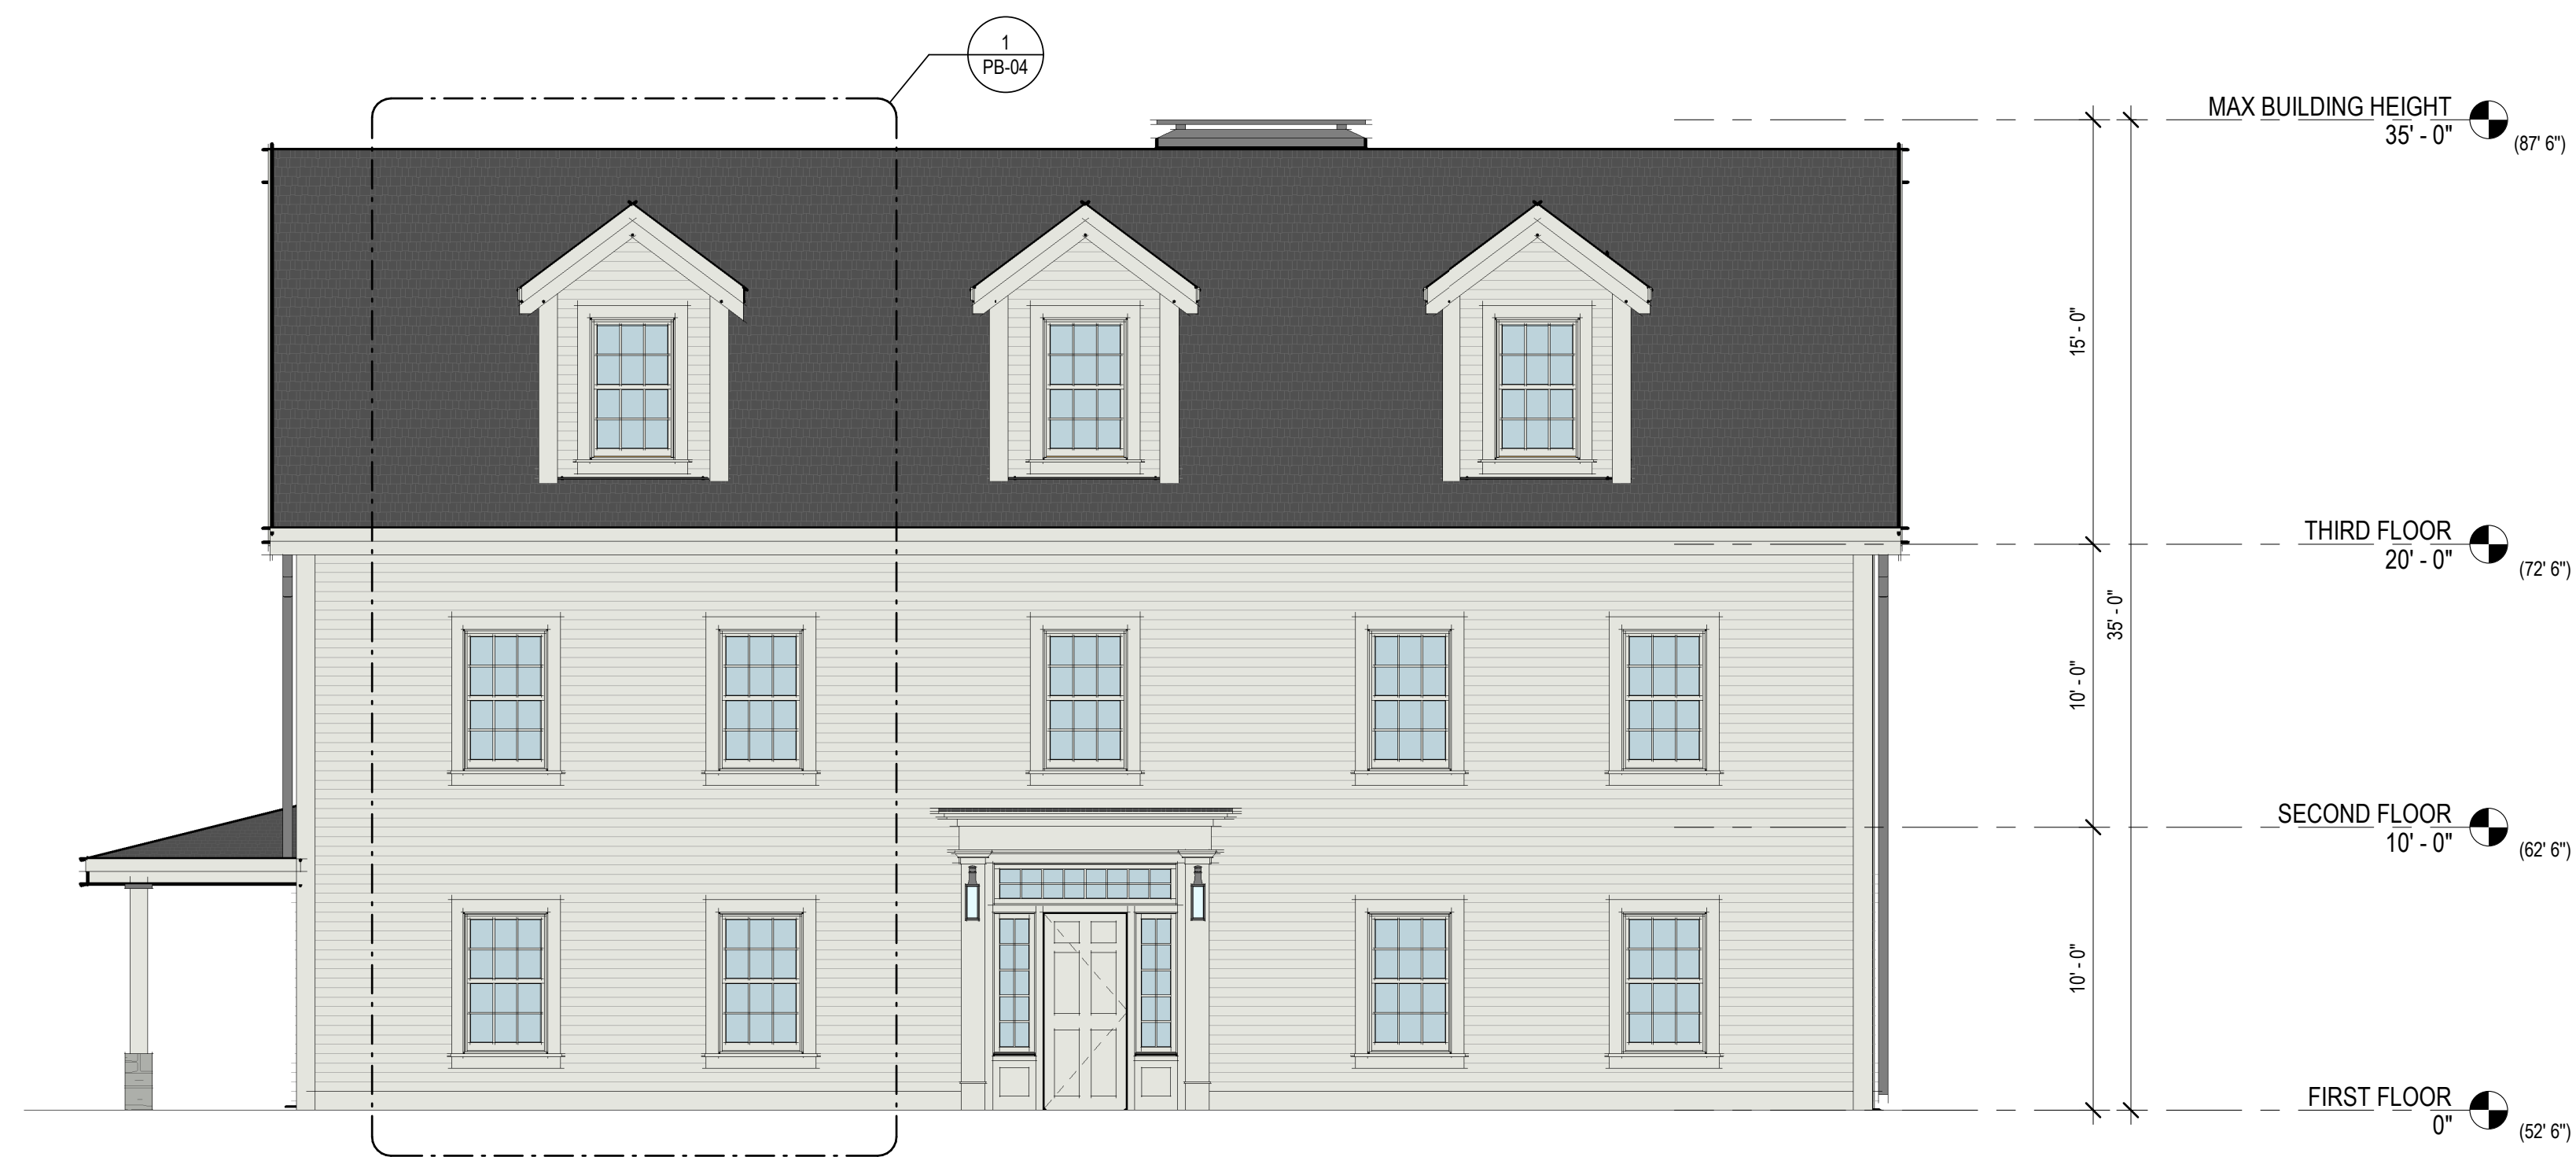 1
PB-04
MAX BUILDING HEIGHT
35' - 0"
(87' 6")
15' - 0"
THIRD FLOOR
20' - 0"
(72' 6")
35' - 0"
10' - 0"
SECOND FLOOR
10' - 0"
(62' 6")
10' - 0"
FIRST FLOOR
0"
(52' 6")